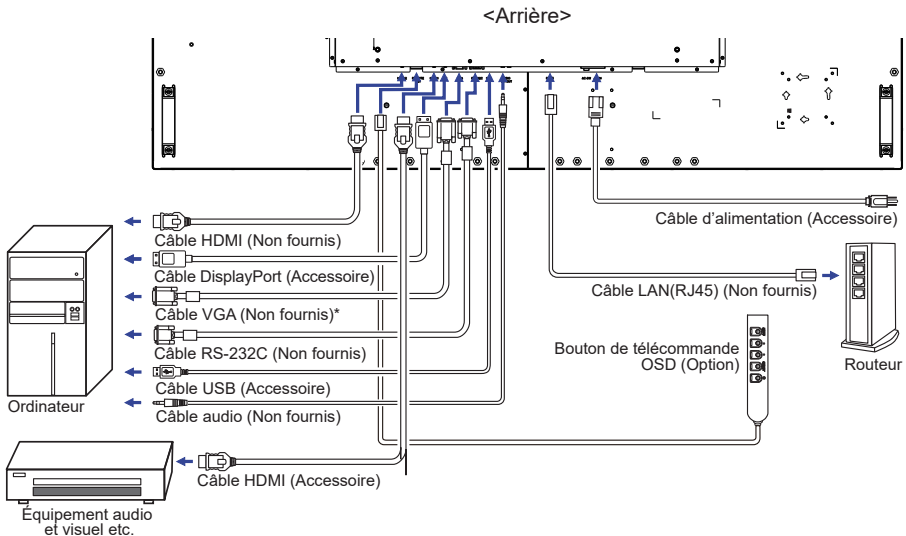 <Arrière>
Câble d'alimentation (Accessoire)
Câble HDMI (Non fournis)
Câble DisplayPort (Accessoire)
Câble LAN(RJ45) (Non fournis)
Câble VGA (Non fournis)*
Câble RS-232C (Non fournis)
Bouton de télécommande
OSD (Option)
Routeur
Câble USB (Accessoire)
Ordinateur
Câble audio (Non fournis)
Câble HDMI (Accessoire)
Équipement audio
et visuel etc.